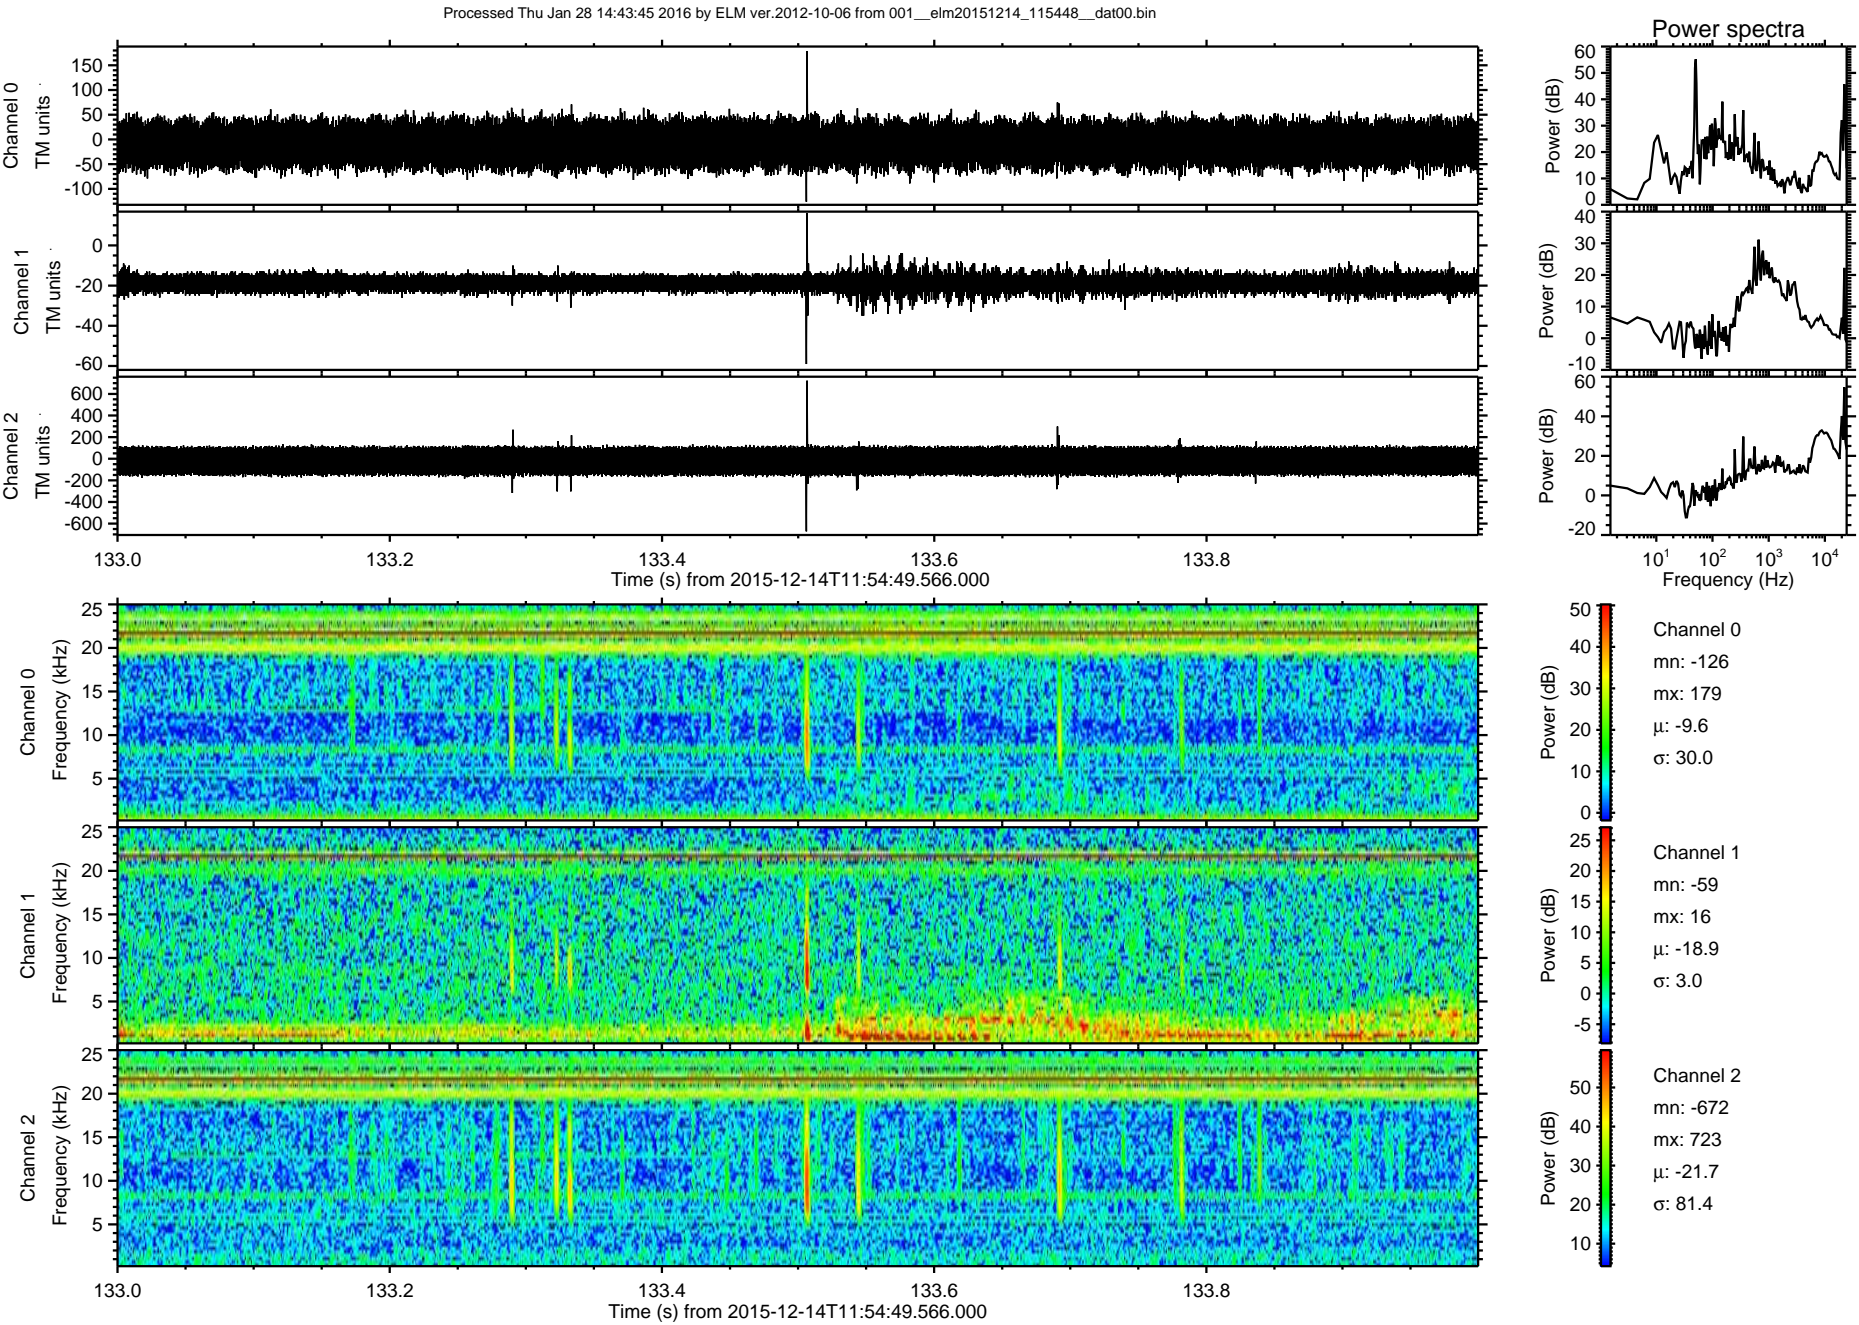 Processed Thu Jan 28 14:43:45 2016 by ELM ver.2012-10-06 from 001__elm20151214_115448__dat00.bin
Power spectra
Channel 0
TM units
150
100
50
0
-50
-100
Power (dB)
60
50
40
30
20
10
0
Channel 1
TM units
0
-20
-40
-60
Power (dB)
40
30
20
10
0
-10
Channel 2
TM units
600
400
200
0
-200
-400
-600
Power (dB)
60
40
20
0
-20
133.0 133.2 133.4 133.6 133.8
Time (s) from 2015-12-14T11:54:49.566.000
10¹ 10² 10³ 10⁴
Frequency (Hz)
Channel 0
Frequency (kHz)
25
20
15
10
5
Power (dB)
50
40
30
20
10
0
Channel 0
mn: -126
mx: 179
µ: -9.6
σ: 30.0
Channel 1
Frequency (kHz)
25
20
15
10
5
Power (dB)
25
20
15
10
5
0
-5
Channel 1
mn: -59
mx: 16
µ: -18.9
σ: 3.0
Channel 2
Frequency (kHz)
25
20
15
10
5
Power (dB)
50
40
30
20
10
Channel 2
mn: -672
mx: 723
µ: -21.7
σ: 81.4
133.0 133.2 133.4 133.6 133.8
Time (s) from 2015-12-14T11:54:49.566.000